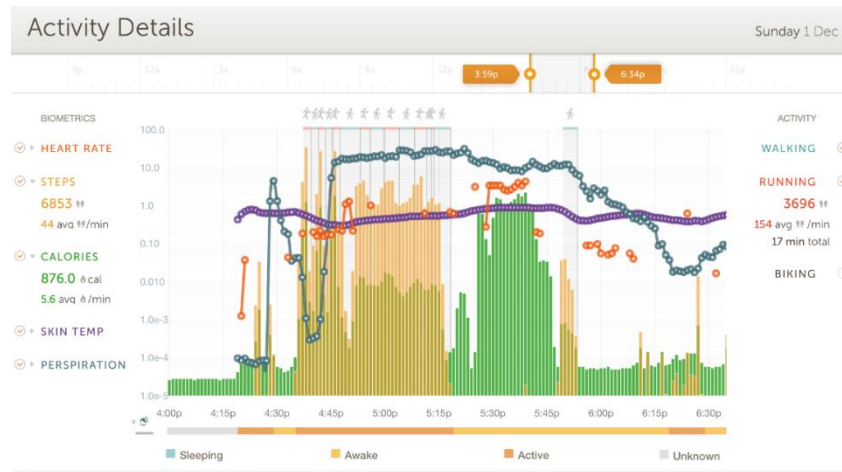 Activity Details
Sunday 1 Dec
9p 12a 3a 6a 9a 12p 3:59p 6:34p 12a
BIOMETRICS
HEART RATE
STEPS
6853
44 avg /min
CALORIES
876.0 cal
5.6 avg /min
SKIN TEMP
PERSPIRATION
100.0
10.0
1.0
0.10
0.010
1.0e-3
1.0e-4
1.0e-5
4:00p 4:15p 4:30p 4:45p 5:00p 5:15p 5:30p 5:45p 6:00p 6:15p 6:30p
Sleeping Awake Active Unknown
ACTIVITY
WALKING
RUNNING
3696
154 avg /min
17 min total
BIKING